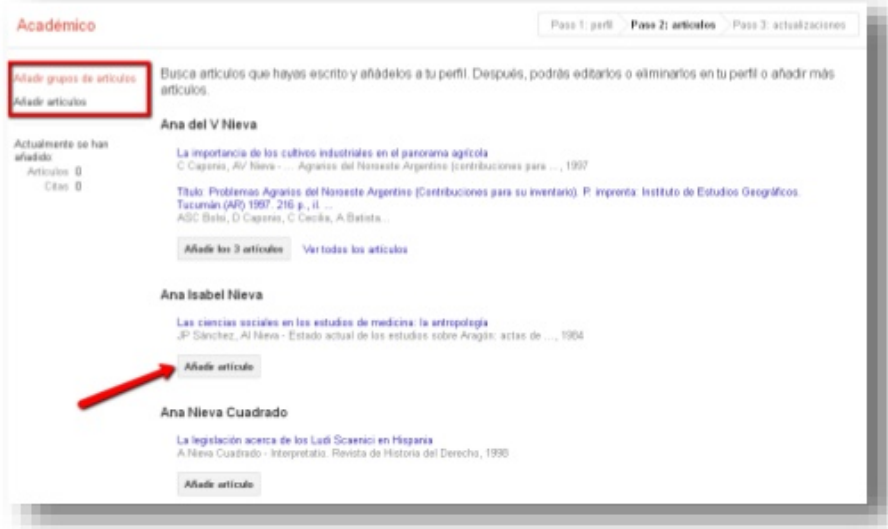 Académico
Paso 1: perfil
Paso 2: artículos
Paso 3: actualizaciones
Añadir grupos de artículos
Añadir artículos
Actualmente se han
añadido:
Artículos 0
Citas 0
Busca artículos que hayas escrito y añádelos a tu perfil. Después, podrás editarlos o eliminarlos en tu perfil o añadir más
artículos.
Ana del V Nieva
La importancia de los cultivos industriales en el panorama agrícola
C Caponio, AV Nieva - ... Agrarios del Noroeste Argentino (contribuciones para ..., 1997
Título: Problemas Agrarios del Noroeste Argentino (Contribuciones para su inventario). P. imprenta: Instituto de Estudios Geográficos.
Tucumán (AR) 1997. 216 p., il. ...
ASC Bolsi, D Caponio, C Cecilia, A Batista...
Añadir los 3 artículos
Ver todos los artículos
Ana Isabel Nieva
Las ciencias sociales en los estudios de medicina: la antropología
JP Sánchez, AI Nieva - Estado actual de los estudios sobre Aragón: actas de ..., 1984
Añadir artículo
Ana Nieva Cuadrado
La legislación acerca de los Ludi Scaenici en Hispania
A Nieva Cuadrado - Interpretatio. Revista de Historia del Derecho, 1998
Añadir artículo